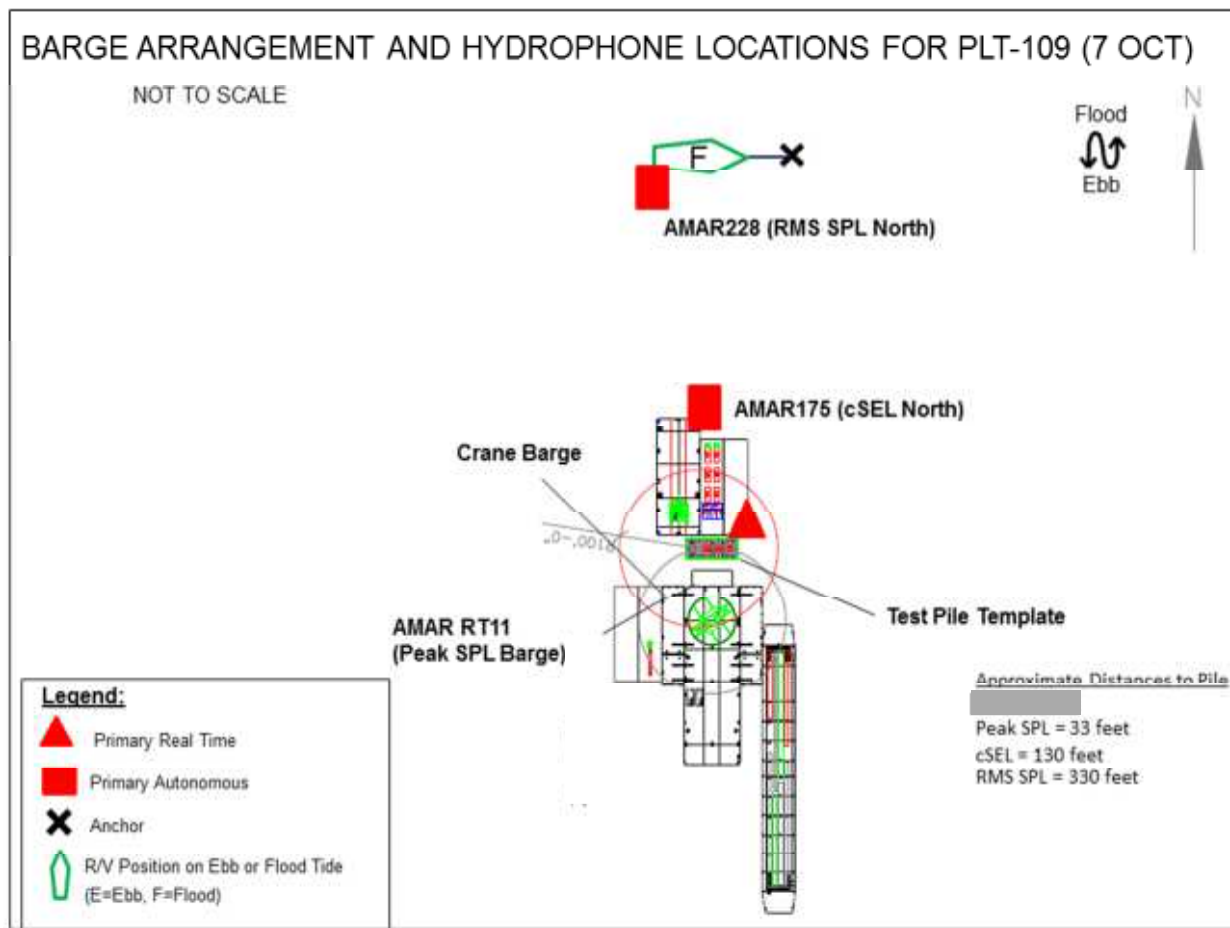 BARGE ARRANGEMENT AND HYDROPHONE LOCATIONS FOR PLT-109 (7 OCT)
NOT TO SCALE
N
Flood
Ebb
F
AMAR228 (RMS SPL North)
AMAR175 (cSEL North)
Crane Barge
R100'-0"
Test Pile Template
AMAR RT11
(Peak SPL Barge)
Approximate Distances to Pile
Peak SPL = 33 feet
cSEL = 130 feet
RMS SPL = 330 feet
Legend:
Primary Real Time
Primary Autonomous
Anchor
R/V Position on Ebb or Flood Tide
(E=Ebb, F=Flood)